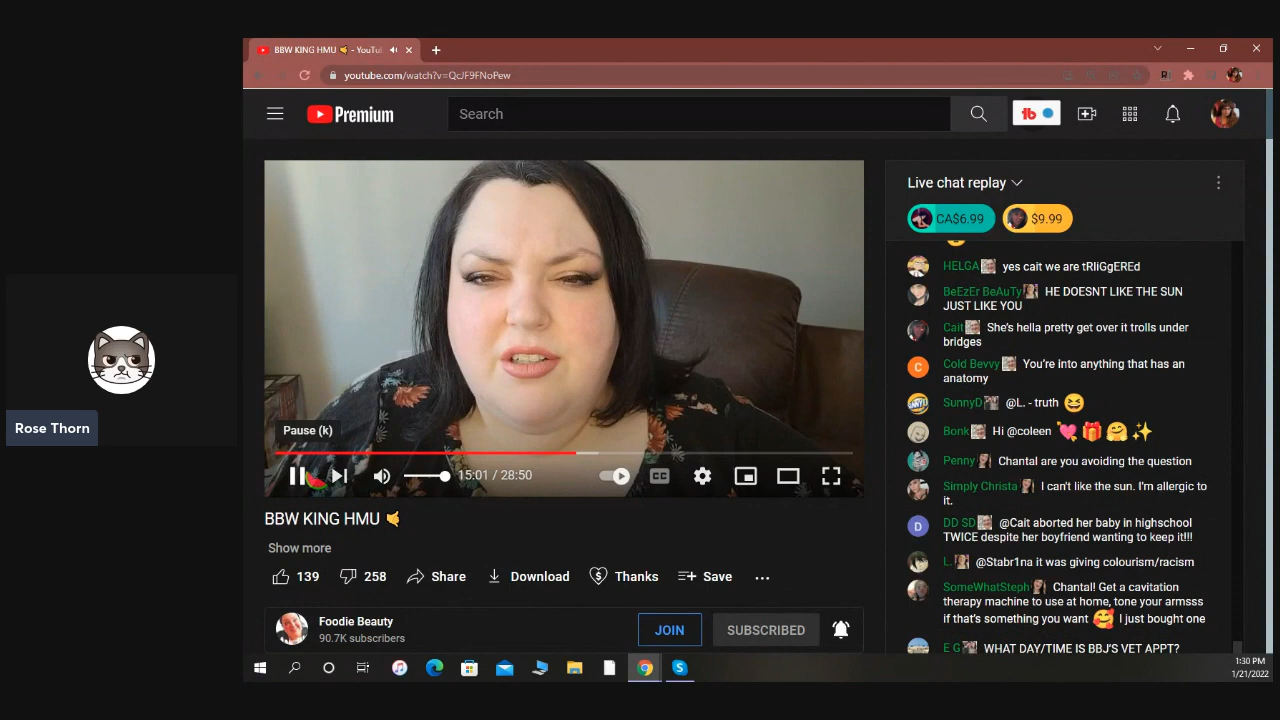 BBW KING HMU 🤙 - YouTu
youtube.com/watch?v=QcJF9FNoPew
Premium
Search
Live chat replay
CA$6.99 $9.99
HELGA yes cait we are tRIiGgEREd
BeEzEr BeAuTy HE DOESNT LIKE THE SUN
JUST LIKE YOU
Cait She's hella pretty get over it trolls under
bridges
Cold Bevvy You're into anything that has an
anatomy
SunnyD @L. - truth 😆
Bonk Hi @coleen 💘🎁🤗✨
Penny Chantal are you avoiding the question
Simply Christa I can't like the sun. I'm allergic to
it.
DD SD @Cait aborted her baby in highschool
TWICE despite her boyfriend wanting to keep it!!!
L. @Stabr1na it was giving colourism/racism
SomeWhatSteph Chantal! Get a cavitation
therapy machine to use at home, tone your armsss
if that's something you want 🥰 I just bought one
E G WHAT DAY/TIME IS BBJ'S VET APPT?
Rose Thorn
Pause (k)
15:01 / 28:50
CC
BBW KING HMU 🤙
Show more
139 258 Share Download Thanks Save ...
Foodie Beauty
90.7K subscribers
JOIN SUBSCRIBED
1:30 PM
1/21/2022